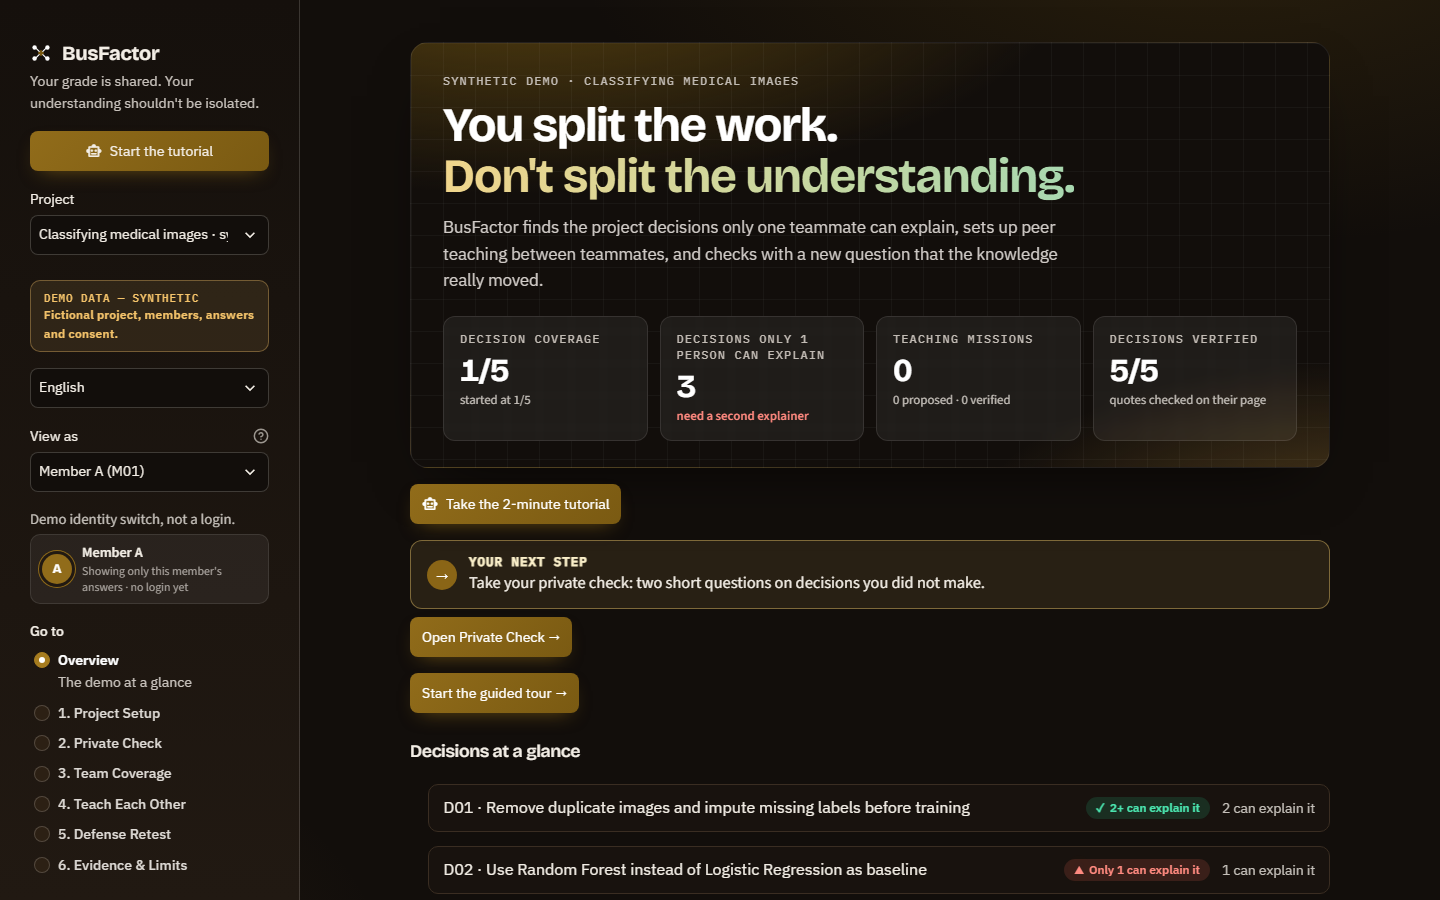 BusFactor
Your grade is shared. Your
understanding shouldn't be isolated.
Start the tutorial
Project
Classifying medical images · sy
DEMO DATA — SYNTHETIC
Fictional project, members, answers
and consent.
English
View as
Member A (M01)
Demo identity switch, not a login.
A
Member A
Showing only this member's
answers · no login yet
Go to
Overview
The demo at a glance
1. Project Setup
2. Private Check
3. Team Coverage
4. Teach Each Other
5. Defense Retest
6. Evidence & Limits
SYNTHETIC DEMO · CLASSIFYING MEDICAL IMAGES
You split the work.
Don't split the understanding.
BusFactor finds the project decisions only one teammate can explain, sets up peer
teaching between teammates, and checks with a new question that the knowledge
really moved.
DECISION COVERAGE
1/5
started at 1/5
DECISIONS ONLY 1
PERSON CAN EXPLAIN
3
need a second explainer
TEACHING MISSIONS
0
0 proposed · 0 verified
DECISIONS VERIFIED
5/5
quotes checked on their page
Take the 2-minute tutorial
→
YOUR NEXT STEP
Take your private check: two short questions on decisions you did not make.
Open Private Check →
Start the guided tour →
Decisions at a glance
D01 · Remove duplicate images and impute missing labels before training
✓ 2+ can explain it
2 can explain it
D02 · Use Random Forest instead of Logistic Regression as baseline
▲ Only 1 can explain it
1 can explain it